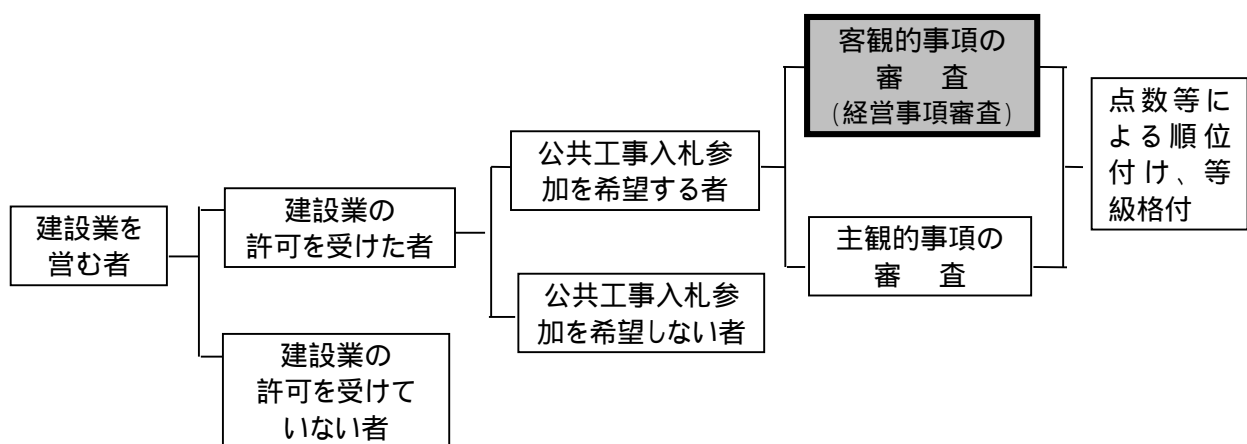 建設業を
営む者
建設業の
許可を受けた者
建設業の
許可を受けて
いない者
公共工事入札参
加を希望する者
公共工事入札参
加を希望しない者
客観的事項の
審　査
(経営事項審査)
主観的事項の
審　査
点数等に
よる順位
付け、等
級格付